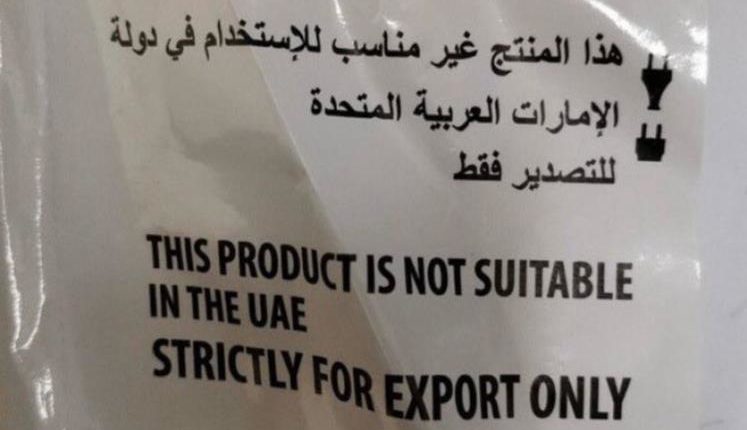 هذا المنتج غير مناسب للإستخدام في دولة
الإمارات العربية المتحدة
للتصدير فقط
THIS PRODUCT IS NOT SUITABLE
IN THE UAE
STRICTLY FOR EXPORT ONLY